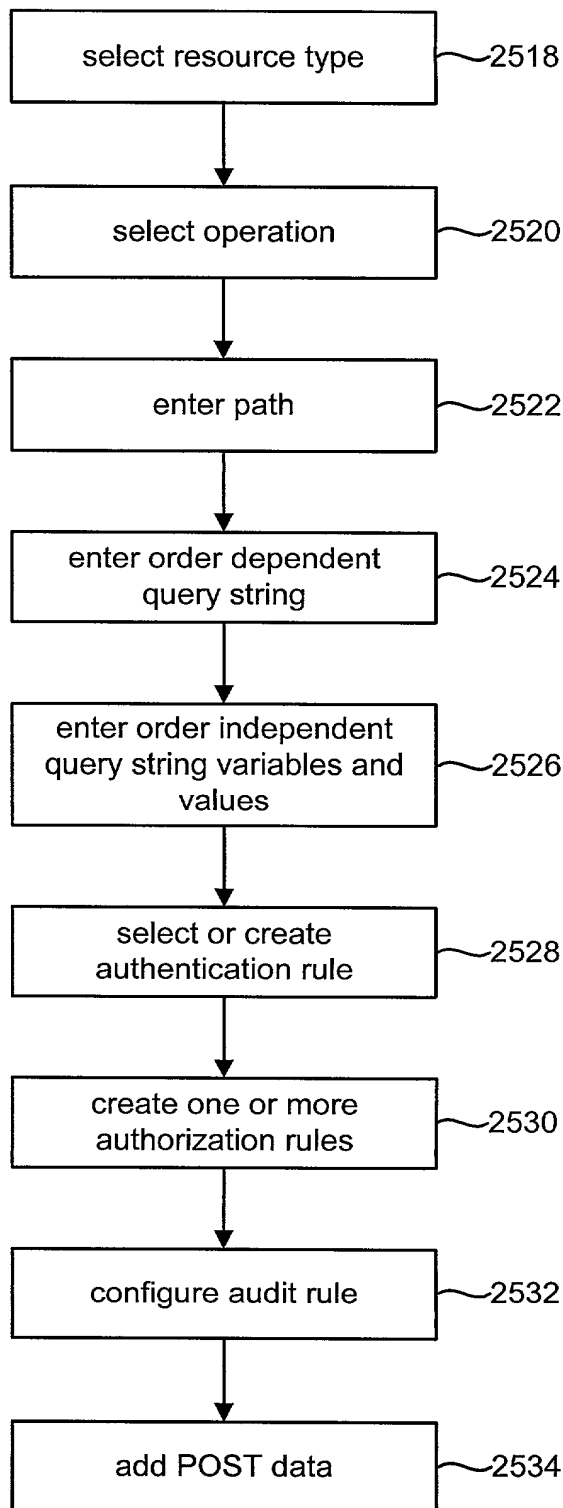 select resource type 2518
select operation 2520
enter path 2522
enter order dependent
query string 2524
enter order independent
query string variables and 2526
values
select or create
authentication rule 2528
create one or more
authorization rules 2530
configure audit rule 2532
add POST data 2534